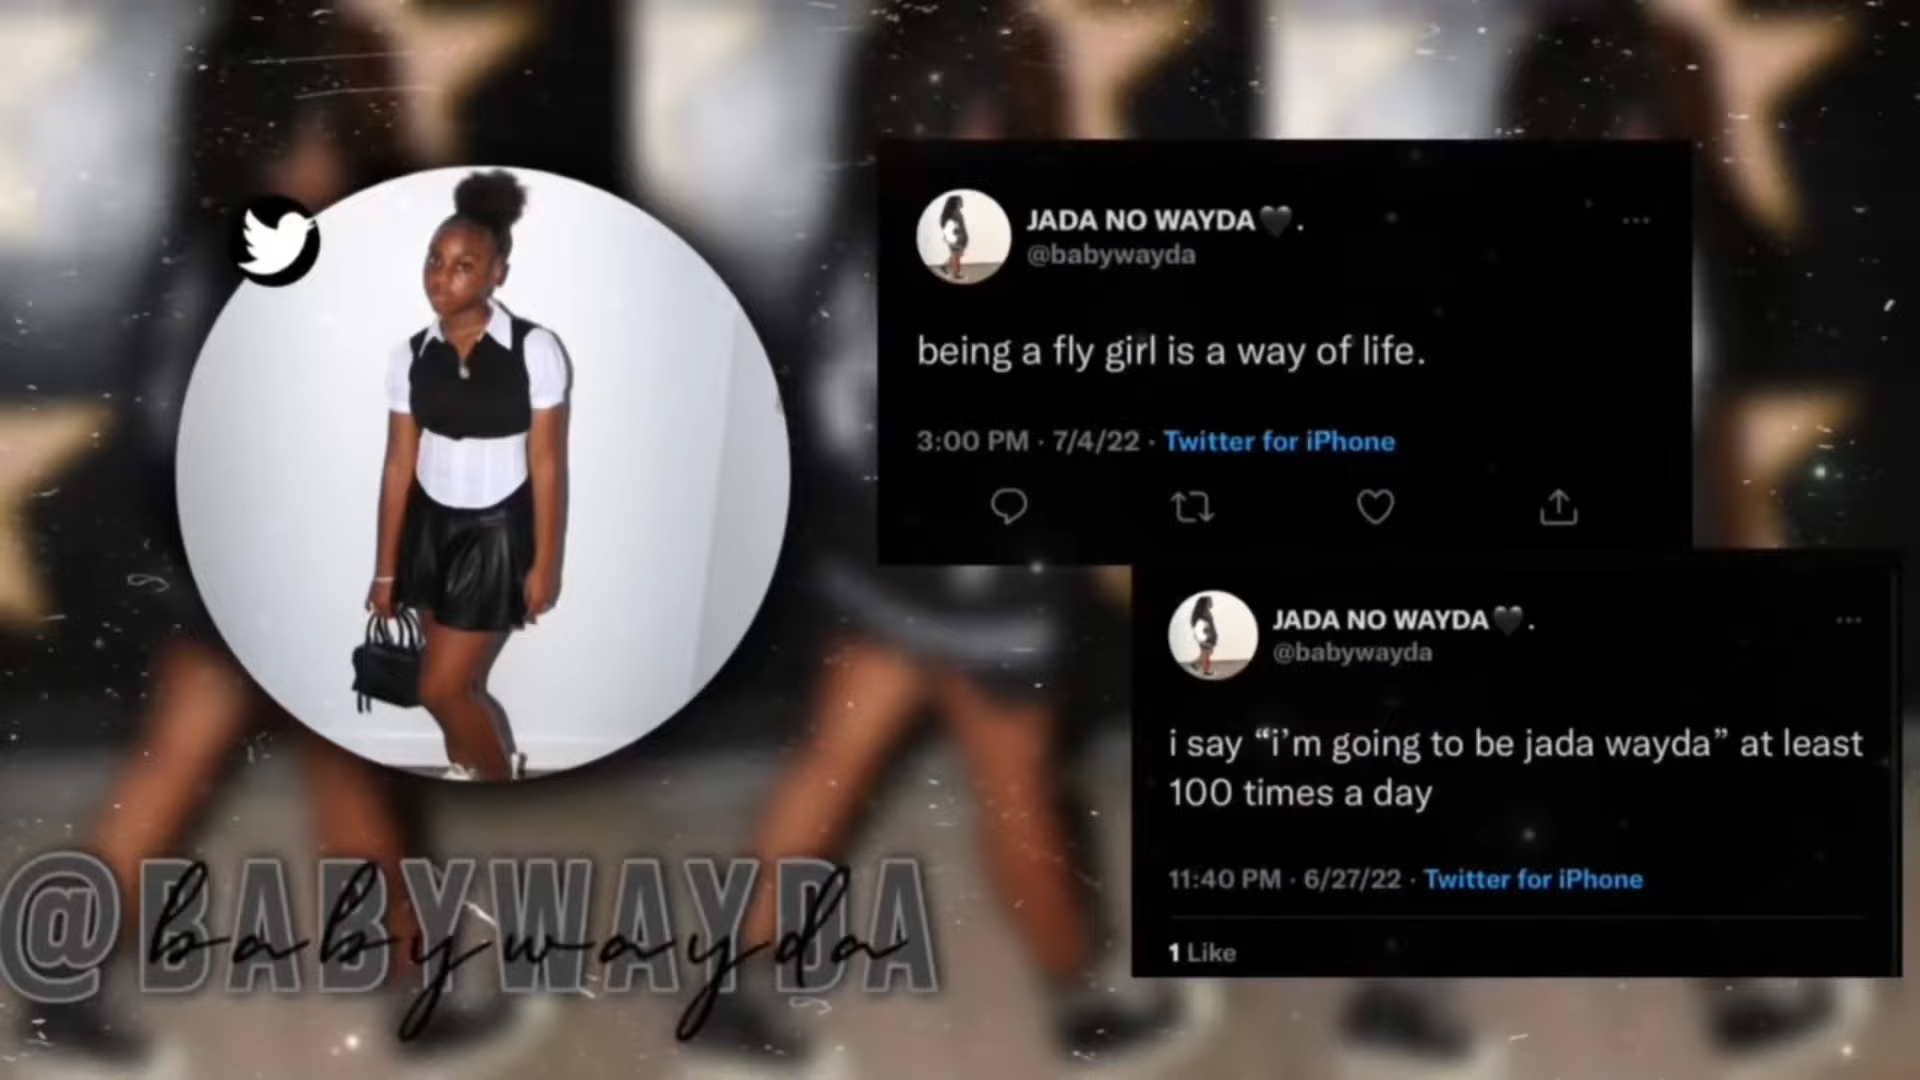 JADA NO WAYDA🖤.
@babywayda
being a fly girl is a way of life.
3:00 PM · 7/4/22 · Twitter for iPhone
JADA NO WAYDA🖤.
@babywayda
i say “i’m going to be jada wayda” at least
100 times a day
11:40 PM · 6/27/22 · Twitter for iPhone
1 Like
@BABYWAYDA
babywayda